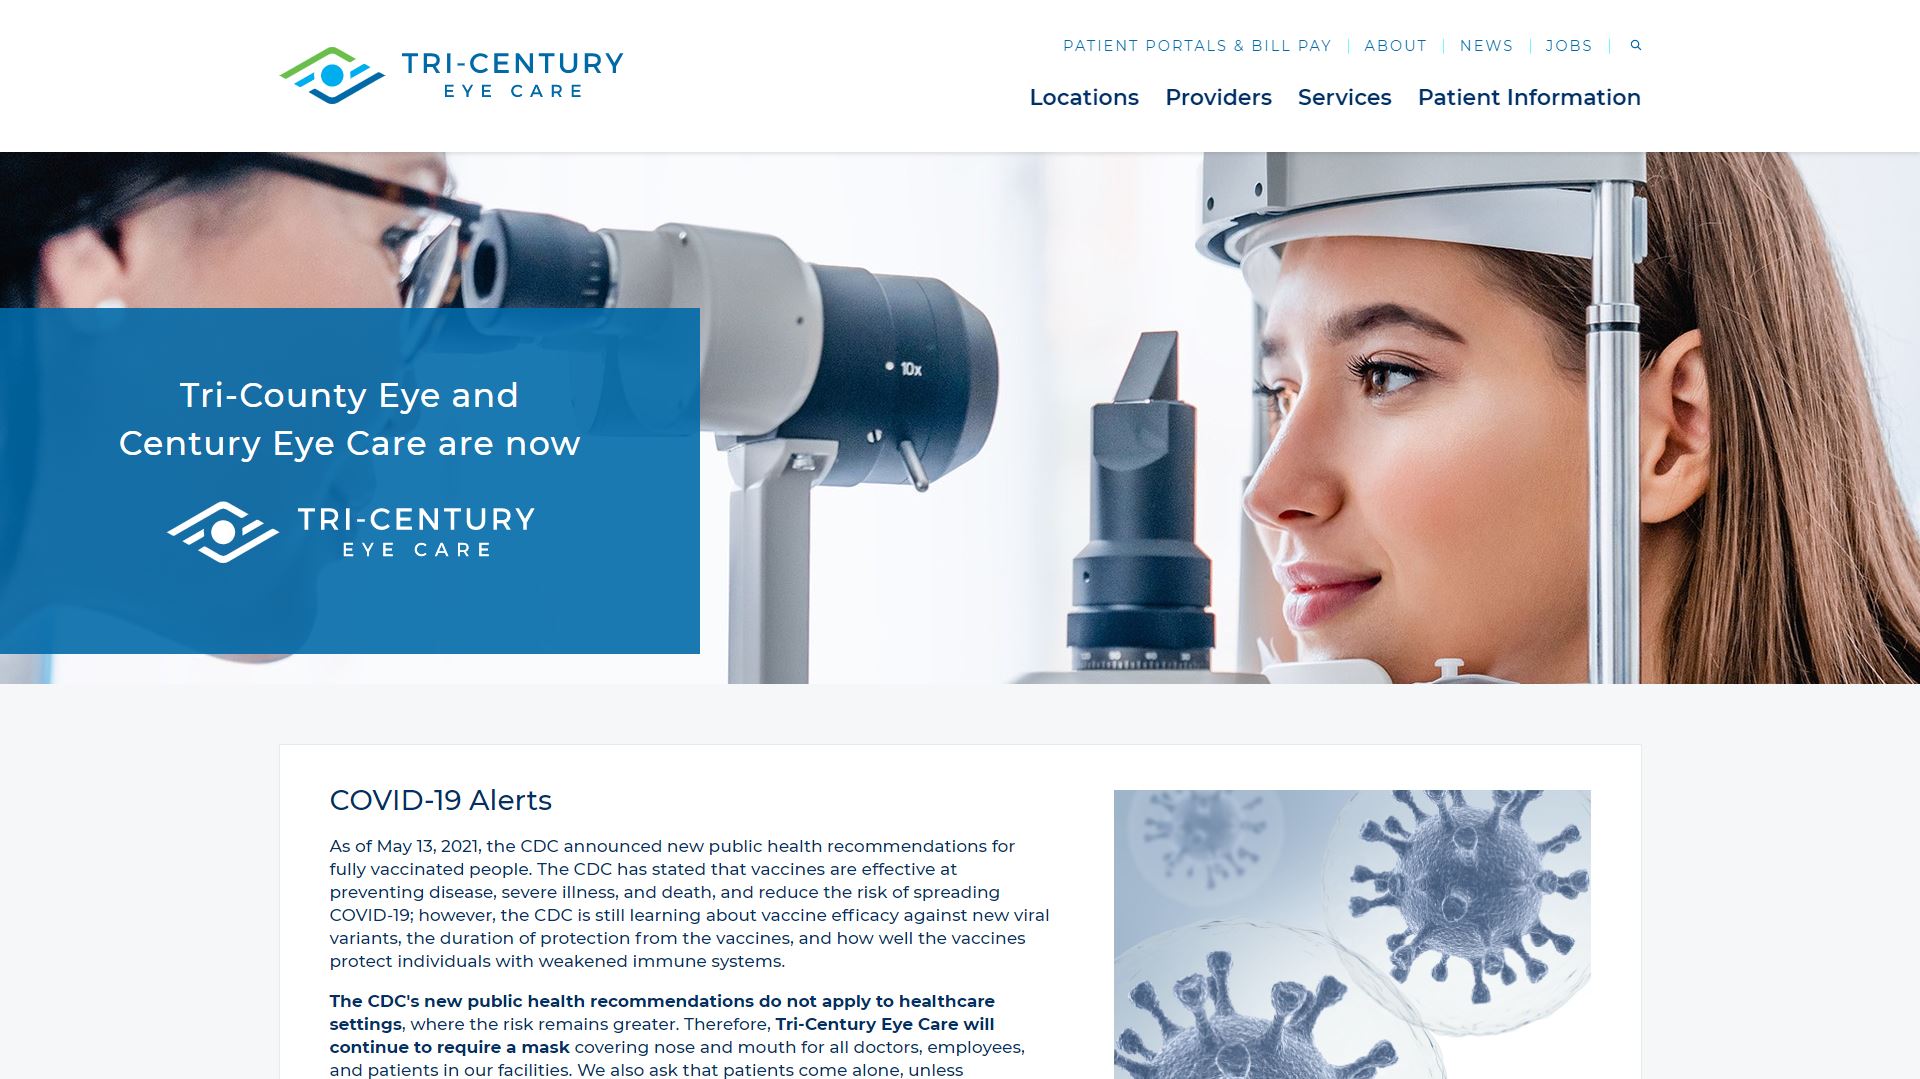 TRI-CENTURY
EYE CARE
PATIENT PORTALS & BILL PAY
ABOUT
NEWS
JOBS
Locations
Providers
Services
Patient Information
10x
Tri-County Eye and
Century Eye Care are now
TRI-CENTURY
EYE CARE
COVID-19 Alerts
As of May 13, 2021, the CDC announced new public health recommendations for
fully vaccinated people. The CDC has stated that vaccines are effective at
preventing disease, severe illness, and death, and reduce the risk of spreading
COVID-19; however, the CDC is still learning about vaccine efficacy against new viral
variants, the duration of protection from the vaccines, and how well the vaccines
protect individuals with weakened immune systems.
The CDC's new public health recommendations do not apply to healthcare
settings, where the risk remains greater. Therefore, Tri-Century Eye Care will
continue to require a mask covering nose and mouth for all doctors, employees,
and patients in our facilities. We also ask that patients come alone, unless